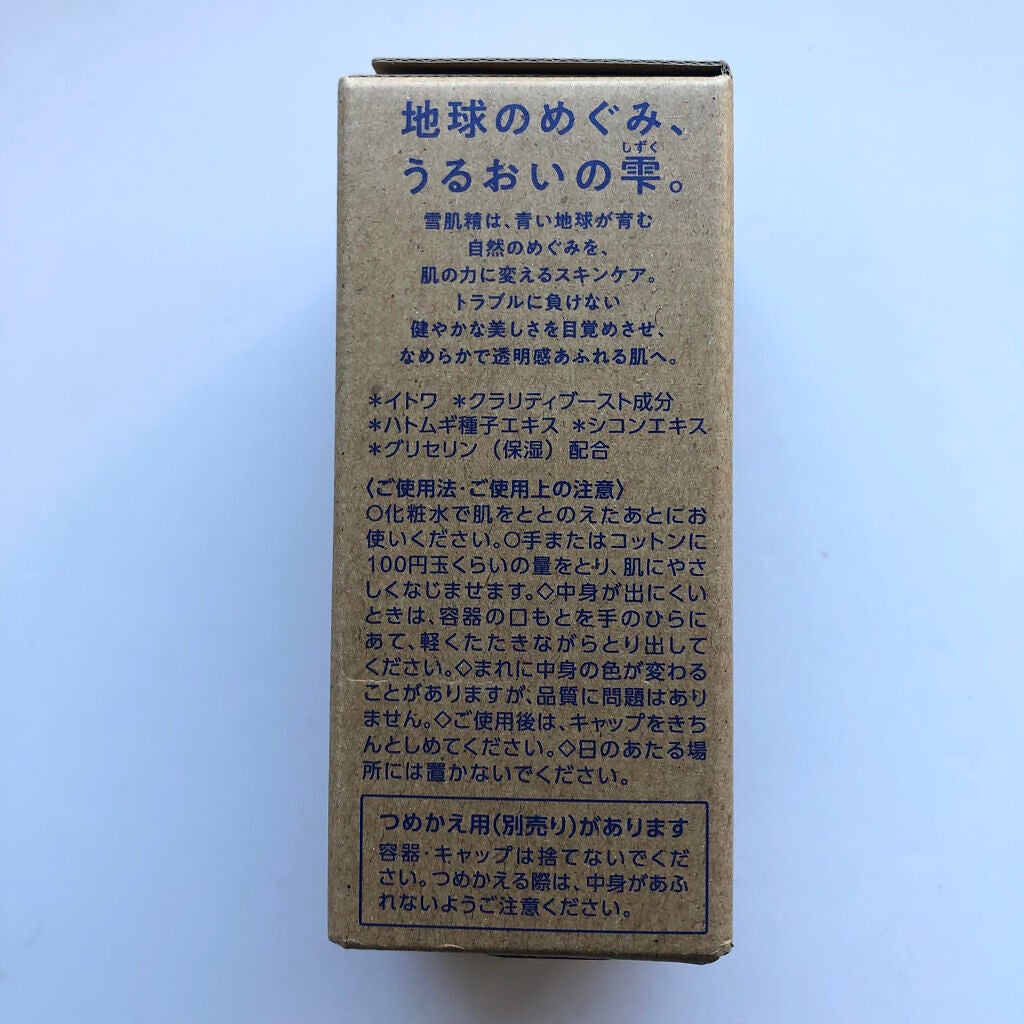 地球のめぐみ、
しずく
うるおいの雫。
雪肌精は、青い地球が育む
自然のめぐみを、
肌の力に変えるスキンケア。
トラブルに負けない
健やかな美しさを目覚めさせ、
なめらかで透明感あふれる肌へ。
*イトワ *クラリティブースト成分
*ハトムギ種子エキス *シコンエキス
*グリセリン（保湿）配合
〈ご使用法・ご使用上の注意〉
○化粧水で肌をととのえたあとにお
使いください。○手またはコットンに
100円玉くらいの量をとり、肌にやさ
しくなじませます。◇中身が出にくい
ときは、容器の口もとを手のひらに
あて、軽くたたきながらとり出して
ください。◇まれに中身の色が変わる
ことがありますが、品質に問題はあり
ません。◇ご使用後は、キャップをきち
んとしめてください。◇日のあたる場
所には置かないでください。
つめかえ用(別売り)があります
容器・キャップは捨てないでくだ
さい。つめかえる際は、中身があふ
れないようご注意ください。